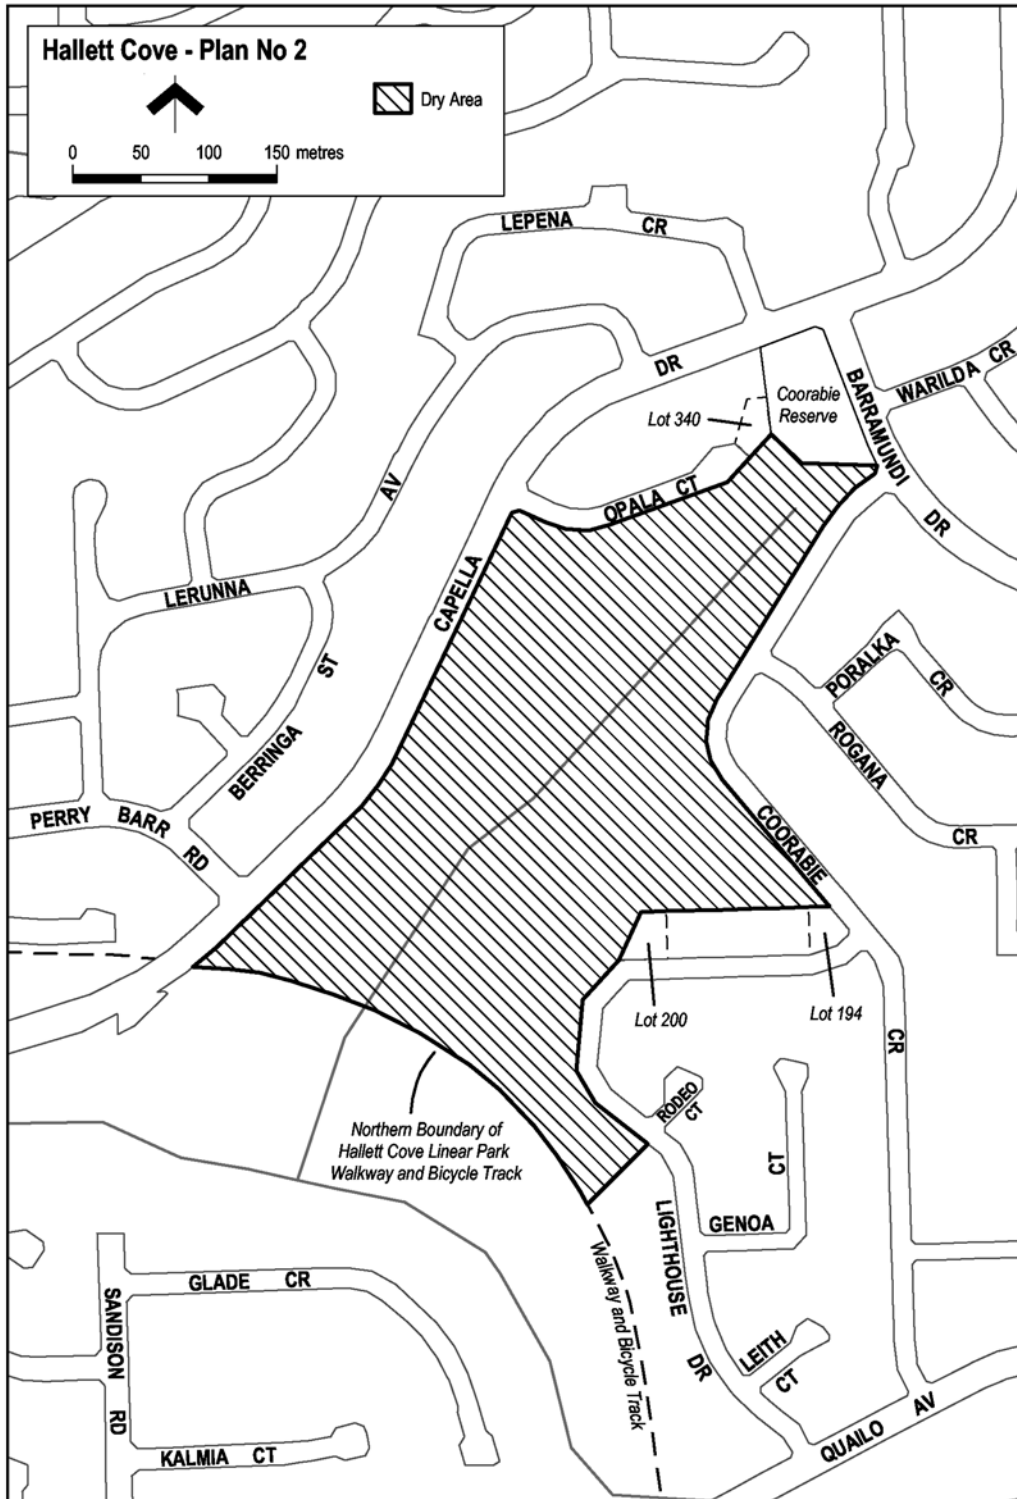 Hallett Cove - Plan No 2
Dry Area
0 50 100 150 metres
LEPENA CR
DR
WARILDA CR
BARRAMUNDI DR
Coorabie
Reserve
Lot 340
OPALA CT
AV
CAPELLA
LERUNNA
ST
BERRINGA
PERRY BARR RD
PORALKA CR
ROGANA CR
COORABIE CR
Lot 200
Lot 194
RODEO CT
Northern Boundary of
Hallett Cove Linear Park
Walkway and Bicycle Track
GENOA CT
LIGHTHOUSE DR
Walkway and Bicycle Track
GLADE CR
SANDISON RD
LEITH CT
QUAILO AV
KALMIA CT